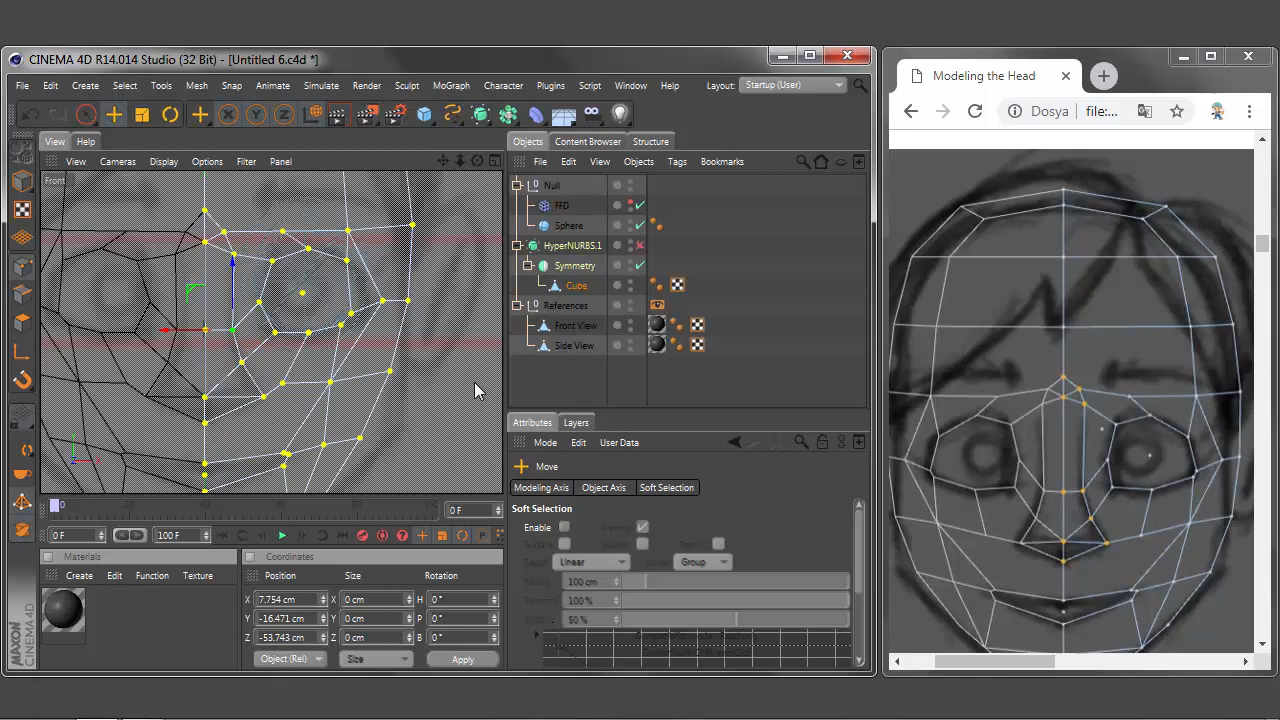 CINEMA 4D R14.014 Studio (32 Bit) - [Untitled 6.c4d *]
File Edit Create Select Tools Mesh Snap Animate Simulate Render Sculpt MoGraph Character Plugins Script Window Help
Layout: Startup (User)
View Help
View Cameras Display Options Filter Panel
Front
Objects Content Browser Structure
File Edit View Objects Tags Bookmarks
Null
FFD
Sphere
HyperNURBS.1
Symmetry
Cube
References
Front View
Side View
Attributes Layers
Mode Edit User Data
Move
Modeling Axis Object Axis Soft Selection
Soft Selection
Enable
Linear
Group
100 cm
100 %
50 %
0 F
0 F 100 F
Materials
Create Edit Function Texture
Coordinates
Position Size Rotation
X 7.754 cm X 0 cm H 0 °
Y -16.471 cm Y 0 cm P 0 °
Z -53.743 cm Z 0 cm B 0 °
Object (Rel) Size Apply
MAXON
CINEMA 4D
Modeling the Head
Dosya file:...